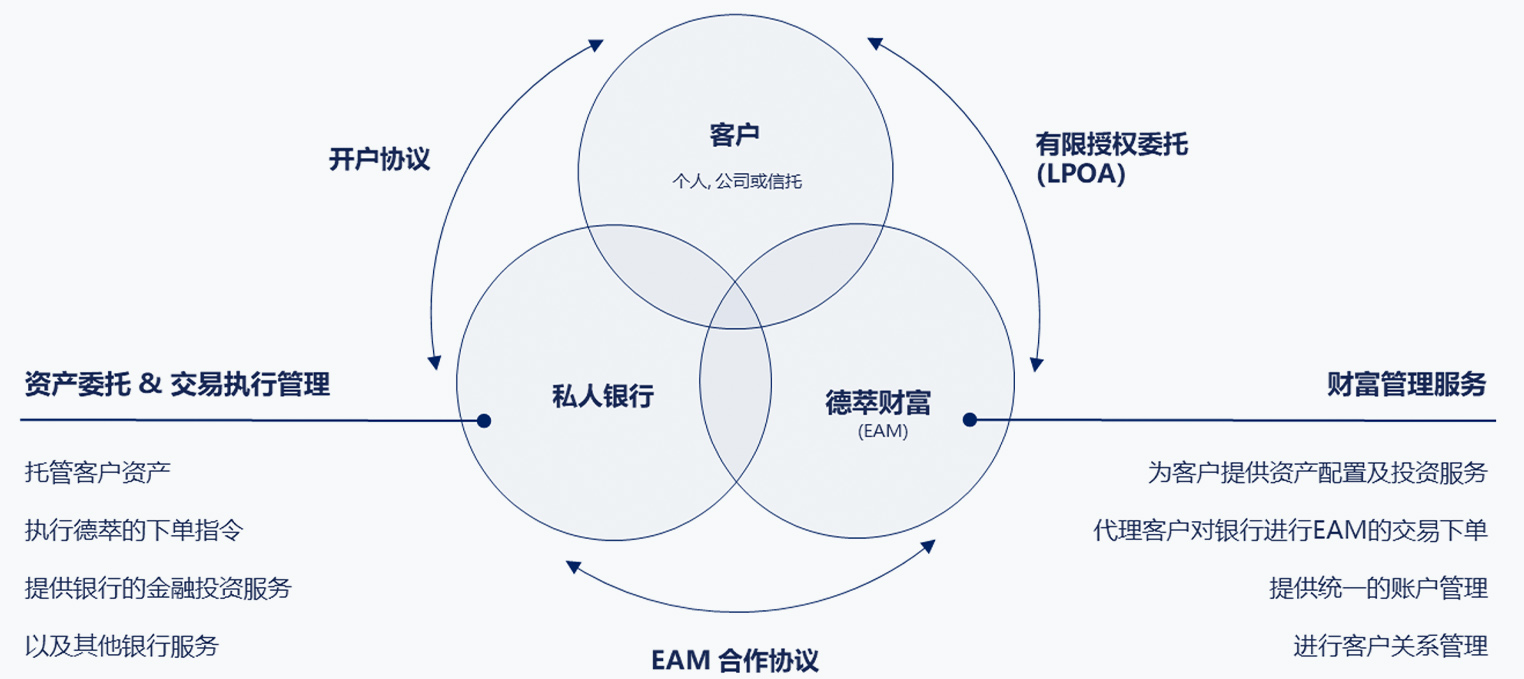 客户
个人, 公司或信托
开户协议
有限授权委托
(LPOA)
资产委托 & 交易执行管理
私人银行
德萃财富
(EAM)
财富管理服务
托管客户资产
执行德萃的下单指令
提供银行的金融投资服务
以及其他银行服务
为客户提供资产配置及投资服务
代理客户对银行进行EAM的交易下单
提供统一的账户管理
进行客户关系管理
EAM 合作协议